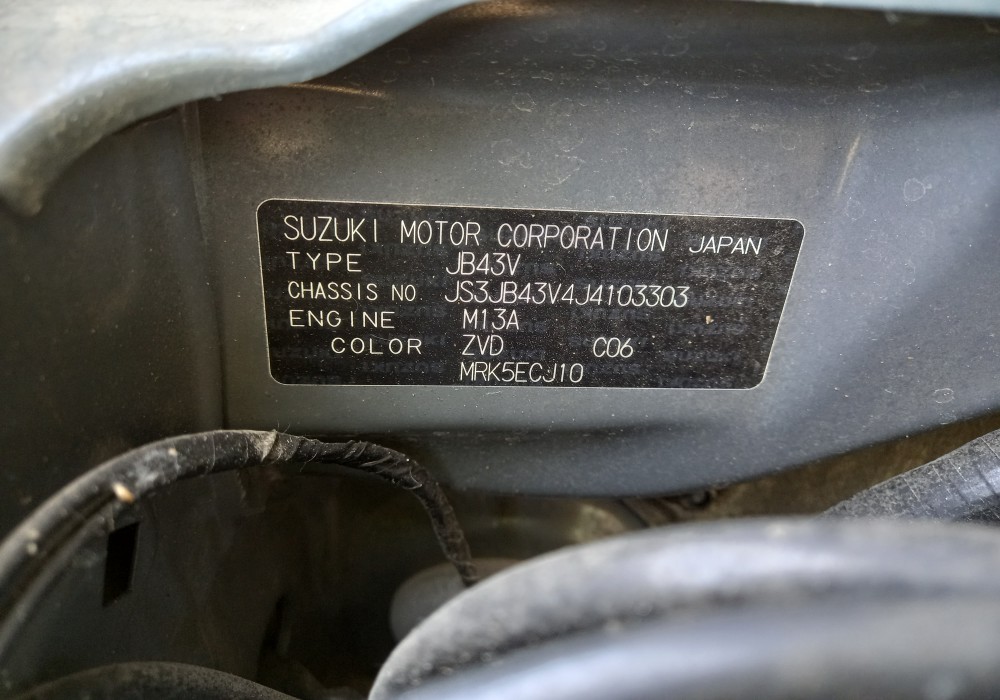 SUZUKI MOTOR CORPORATION JAPAN
TYPE JB43V
CHASSIS NO. JS3JB43V4J4103303
ENGINE M13A
COLOR ZVD C06
MRK5ECJ10